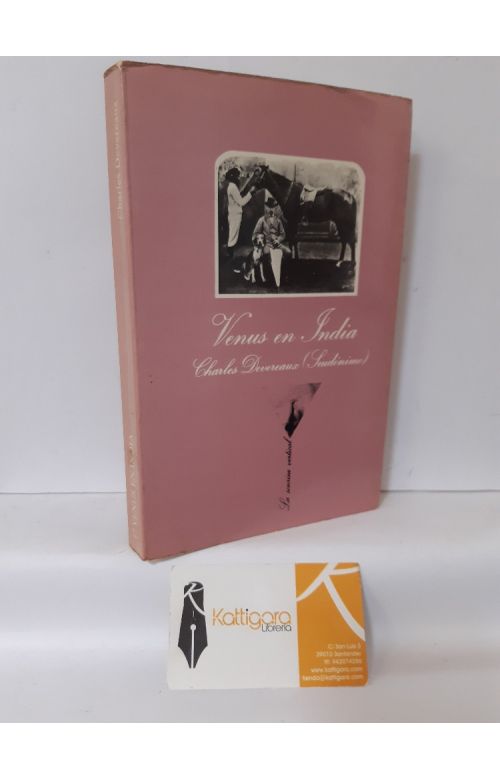 Charles Devereaux
Venus en India
Charles Devereaux (Seudónimo)
La sonrisa vertical
R
Kattigara
Librería
C/ San Luis 5
39010 Santander
www.kattigara.com
tienda@kattigara.com